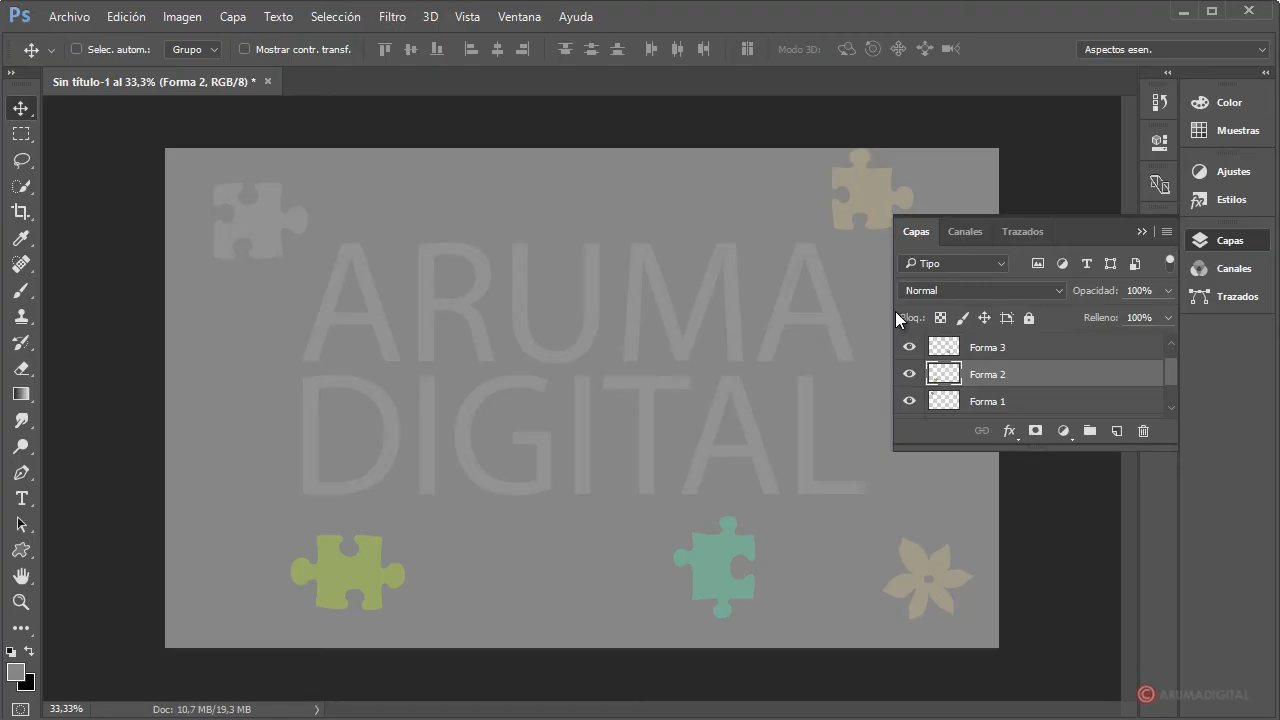 Ps Archivo Edición Imagen Capa Texto Selección Filtro 3D Vista Ventana Ayuda
Selec. autom.: Grupo Mostrar contr. transf. Modo 3D: Aspectos esen.
Sin título-1 al 33,3% (Forma 2, RGB/8) * ×
Color
Muestras
Ajustes
Estilos
Capas
Canales
Trazados
Capas Canales Trazados
Tipo
Normal Opacidad: 100%
Bloq.: Relleno: 100%
Forma 3
Forma 2
Forma 1
fx
ARUMA
DIGITAL
33,33% Doc: 10,7 MB/19,3 MB
© ARUMADIGITAL